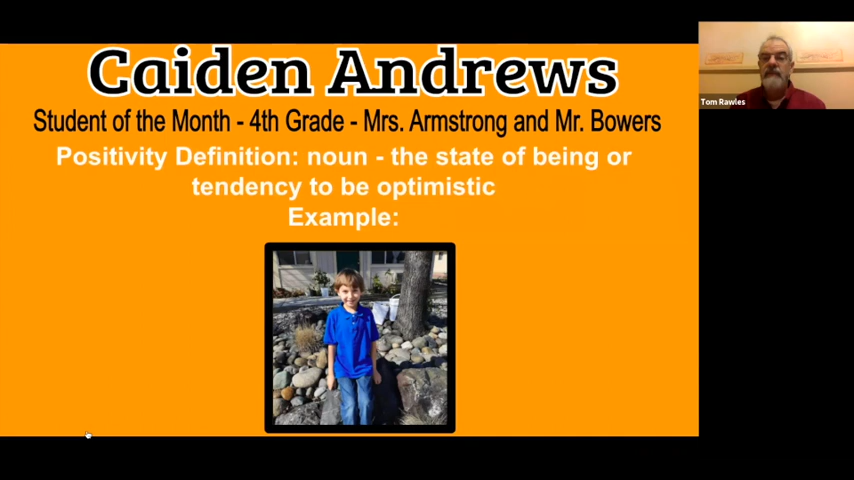 Caiden Andrews
Student of the Month - 4th Grade - Mrs. Armstrong and Mr. Bowers
Positivity Definition: noun - the state of being or
tendency to be optimistic
Example:
Tom Rawles